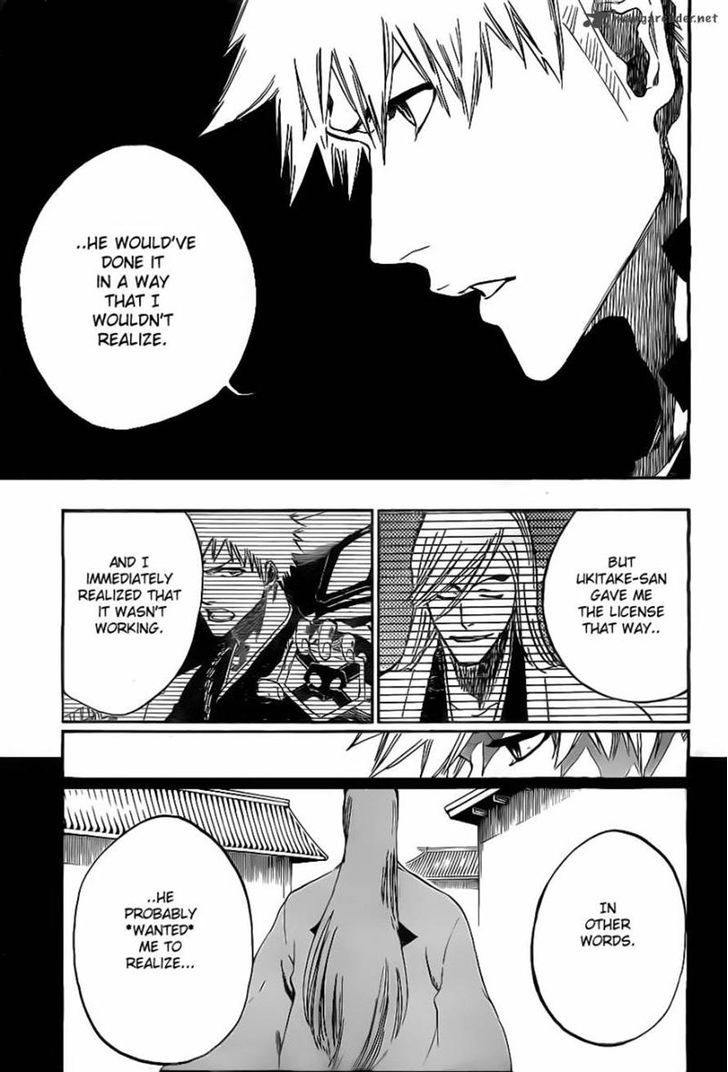 ..HE WOULD'VE
DONE IT
IN A WAY
THAT I
WOULDN'T
REALIZE.
BUT
UKITAKE-SAN
GAVE ME
THE LICENSE
THAT WAY..
AND I
IMMEDIATELY
REALIZED THAT
IT WASN'T
WORKING.
IN
OTHER
WORDS.
..HE
PROBABLY
*WANTED*
ME TO
REALIZE...